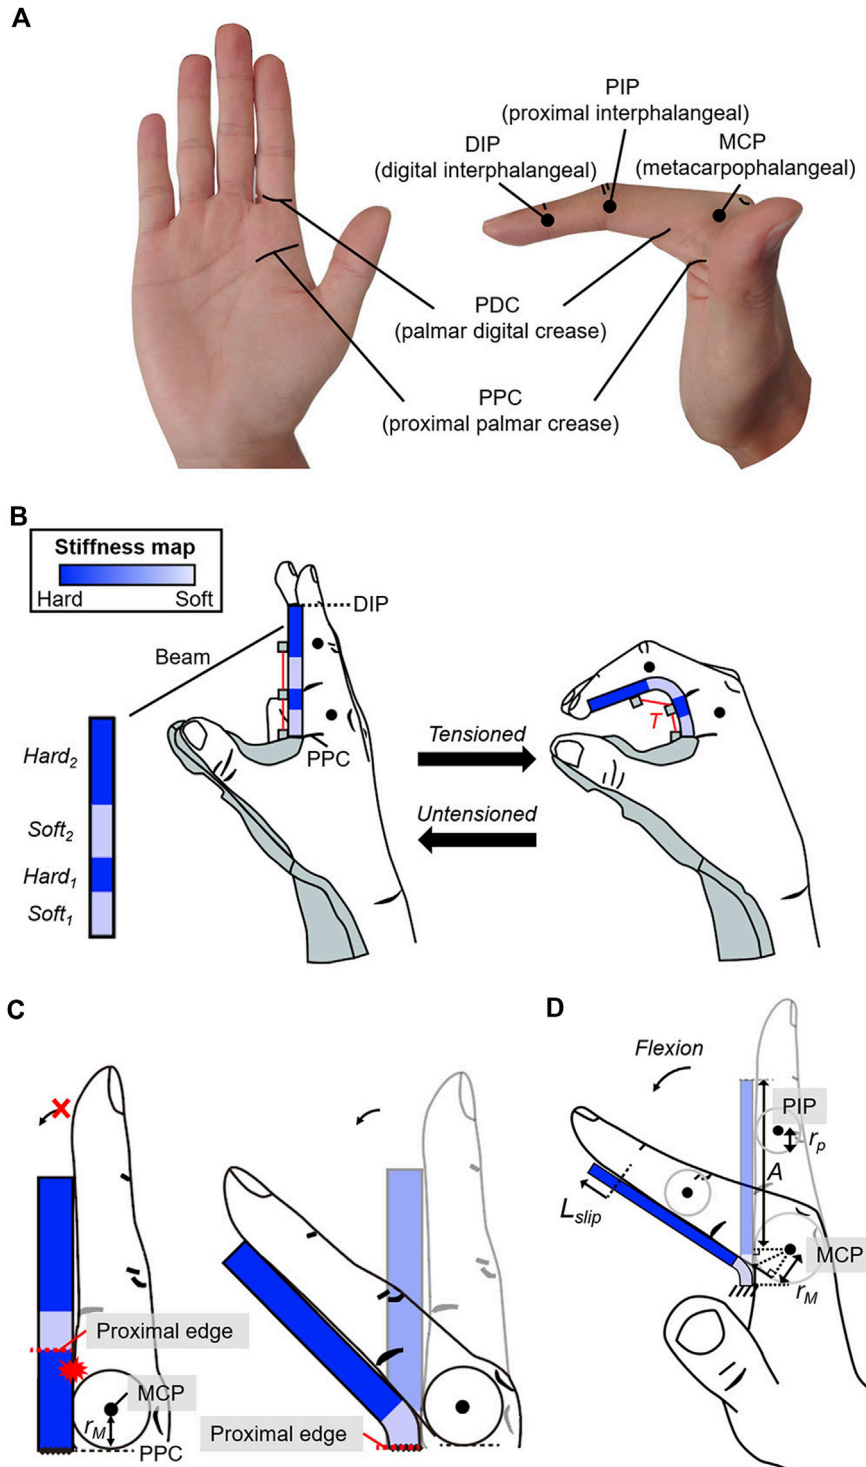 A
PIP
(proximal interphalangeal)
DIP
(digital interphalangeal)
MCP
(metacarpophalangeal)
PDC
(palmar digital crease)
PPC
(proximal palmar crease)
B
Stiffness map
Hard Soft
DIP
Beam
Hard2
Soft2
Hard1
Soft1
PPC
Tensioned
Untensioned
T
C
Proximal edge
MCP
rM
PPC
Proximal edge
D
Flexion
PIP
rp
A
Lslip
MCP
rM